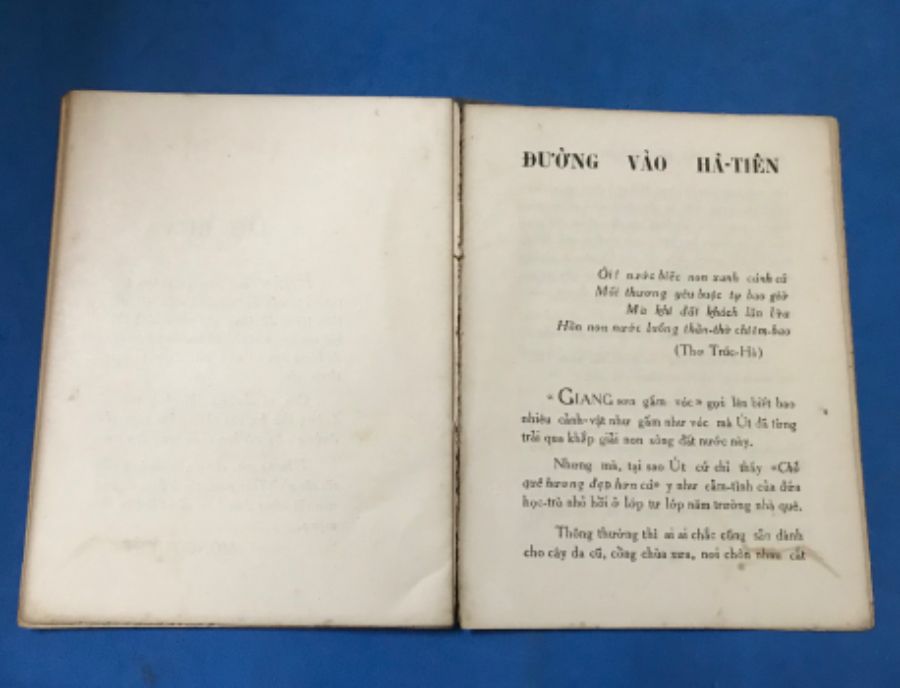 ĐƯỜNG VÀO HÀ-TIÊN
Ôi! nước biếc non xanh cánh cò
Mối thương yêu buộc tự bao giờ
Mà khi đất khách lần lữa
Hồn non nước luống thẫn-thờ chiêm-bao
(Thơ Trúc-Hà)
« GIANG sơn gấm vóc » gọi lên biết bao
nhiêu cảnh-vật như gấm như vóc mà Út đã từng
trải qua khắp giải non sông đất nước này.
Nhưng mà, tại sao Út cứ chỉ thấy «Chỗ
quê hương đẹp hơn cả» y như cảm-tình của đứa
học-trò nhỏ hồi ở lớp tư lớp năm trường nhà quê.
Thông thường thì ai ai chắc cũng sẵn dành
cho cây đa cũ, cổng chùa xưa, nơi chôn nhau cắt